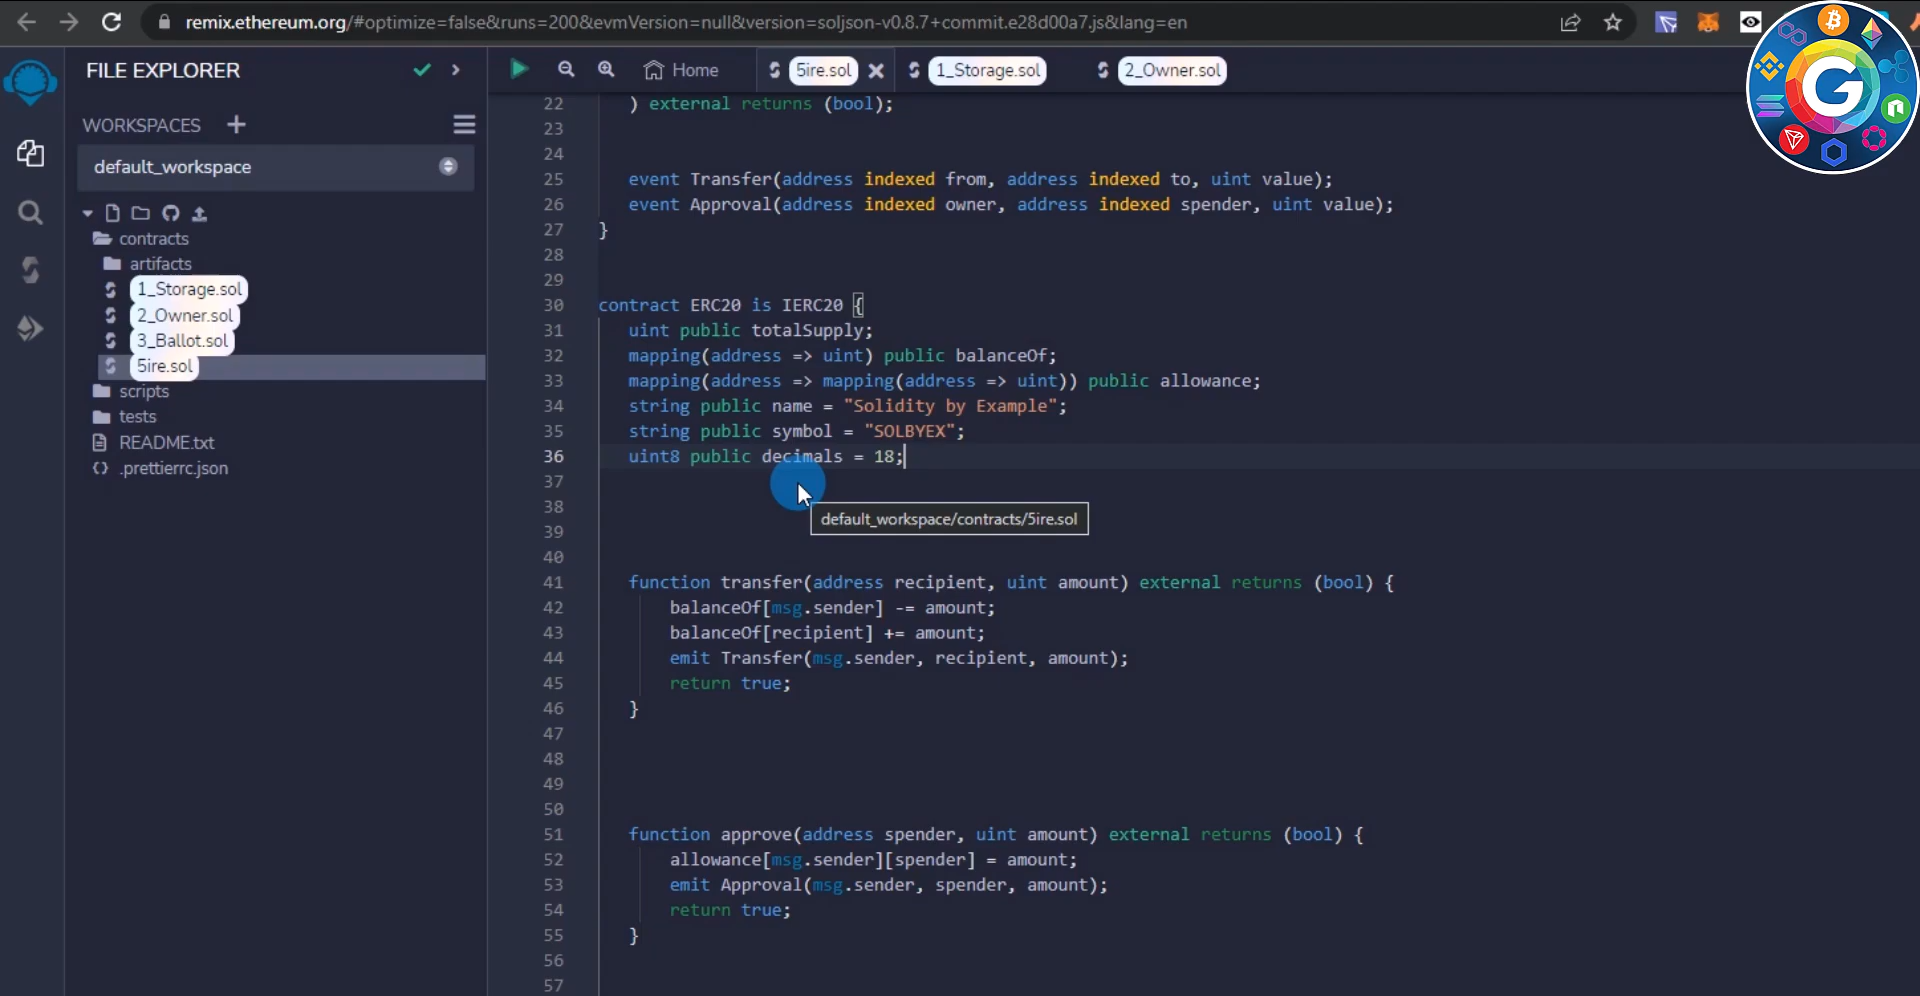 remix.ethereum.org/#optimize=false&runs=200&evmVersion=null&version=soljson-v0.8.7+commit.e28d00a7.js&lang=en
FILE EXPLORER
Home
5ire.sol
1_Storage.sol
2_Owner.sol
WORKSPACES
default_workspace
contracts
artifacts
1_Storage.sol
2_Owner.sol
3_Ballot.sol
5ire.sol
scripts
tests
README.txt
.prettierrc.json
22 ) external returns (bool);
23
24
25 event Transfer(address indexed from, address indexed to, uint value);
26 event Approval(address indexed owner, address indexed spender, uint value);
27 }
28
29
30 contract ERC20 is IERC20 {
31 uint public totalSupply;
32 mapping(address => uint) public balanceOf;
33 mapping(address => mapping(address => uint)) public allowance;
34 string public name = "Solidity by Example";
35 string public symbol = "SOLBYEX";
36 uint8 public decimals = 18;
37
38
default_workspace/contracts/5ire.sol
39
40
41 function transfer(address recipient, uint amount) external returns (bool) {
42 balanceOf[msg.sender] -= amount;
43 balanceOf[recipient] += amount;
44 emit Transfer(msg.sender, recipient, amount);
45 return true;
46 }
47
48
49
50
51 function approve(address spender, uint amount) external returns (bool) {
52 allowance[msg.sender][spender] = amount;
53 emit Approval(msg.sender, spender, amount);
54 return true;
55 }
56
57
G